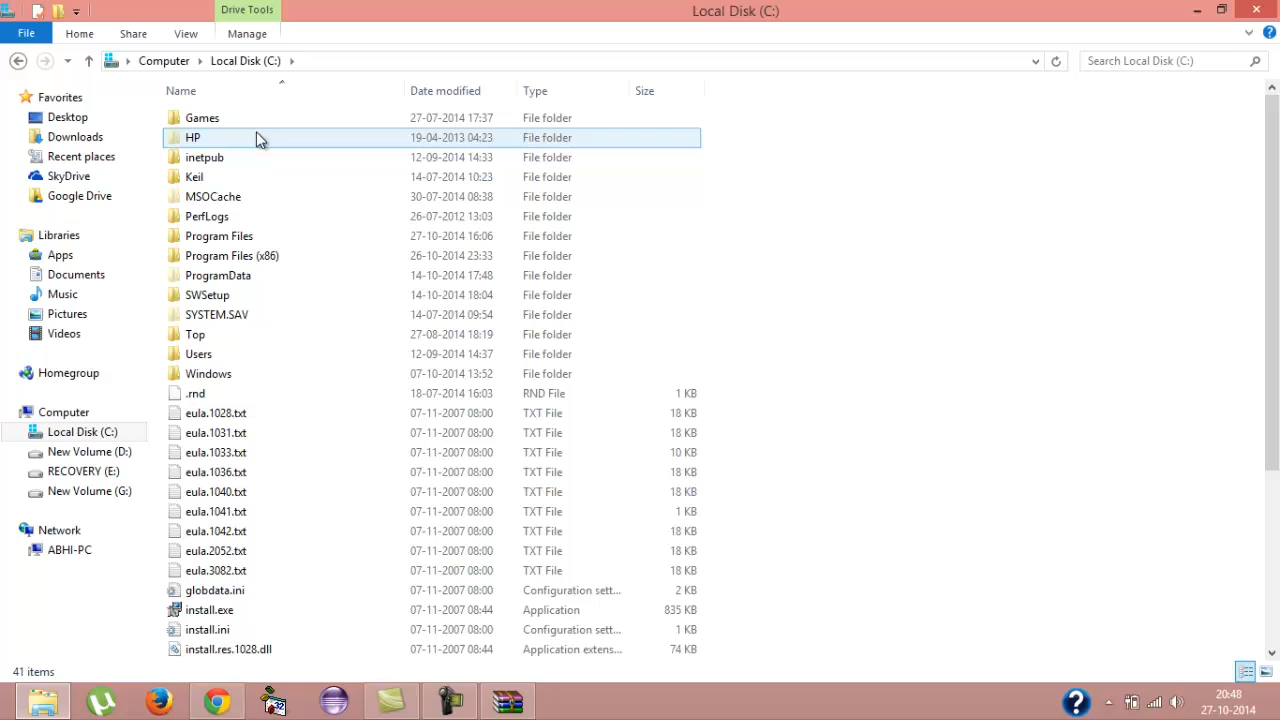 Drive Tools
Local Disk (C:)
File Home Share View Manage
Computer Local Disk (C:)
Search Local Disk (C:)
Name Date modified Type Size
Favorites
Desktop
Downloads
Recent places
SkyDrive
Google Drive
Libraries
Apps
Documents
Music
Pictures
Videos
Homegroup
Computer
Local Disk (C:)
New Volume (D:)
RECOVERY (E:)
New Volume (G:)
Network
ABHI-PC
Games 27-07-2014 17:37 File folder
HP 19-04-2013 04:23 File folder
inetpub 12-09-2014 14:33 File folder
Keil 14-07-2014 10:23 File folder
MSOCache 30-07-2014 08:38 File folder
PerfLogs 26-07-2012 13:03 File folder
Program Files 27-10-2014 16:06 File folder
Program Files (x86) 26-10-2014 23:33 File folder
ProgramData 14-10-2014 17:48 File folder
SWSetup 14-10-2014 18:04 File folder
SYSTEM.SAV 14-07-2014 09:54 File folder
Top 27-08-2014 18:19 File folder
Users 12-09-2014 14:37 File folder
Windows 07-10-2014 13:52 File folder
.rnd 18-07-2014 16:03 RND File 1 KB
eula.1028.txt 07-11-2007 08:00 TXT File 18 KB
eula.1031.txt 07-11-2007 08:00 TXT File 18 KB
eula.1033.txt 07-11-2007 08:00 TXT File 10 KB
eula.1036.txt 07-11-2007 08:00 TXT File 18 KB
eula.1040.txt 07-11-2007 08:00 TXT File 18 KB
eula.1041.txt 07-11-2007 08:00 TXT File 1 KB
eula.1042.txt 07-11-2007 08:00 TXT File 18 KB
eula.2052.txt 07-11-2007 08:00 TXT File 18 KB
eula.3082.txt 07-11-2007 08:00 TXT File 18 KB
globdata.ini 07-11-2007 08:00 Configuration sett... 2 KB
install.exe 07-11-2007 08:44 Application 835 KB
install.ini 07-11-2007 08:00 Configuration sett... 1 KB
install.res.1028.dll 07-11-2007 08:44 Application extens... 74 KB
41 items
32
20:48
27-10-2014